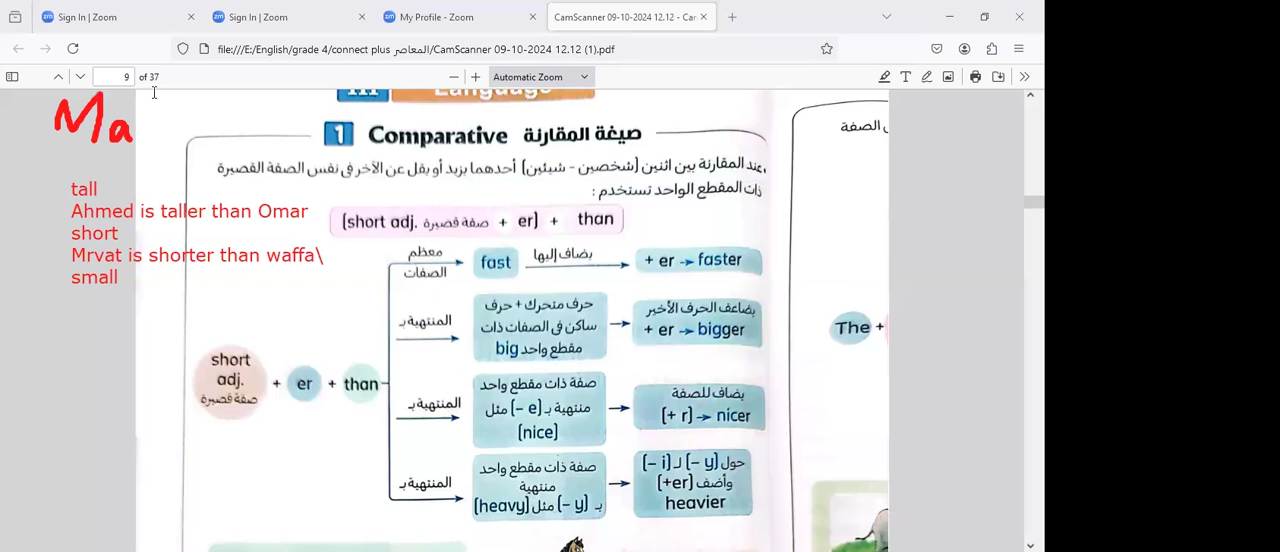 Sign In | Zoom
Sign In | Zoom
My Profile - Zoom
CamScanner 09-10-2024 12.12 - Car
file:///E:/English/grade 4/connect plus المعاصر/CamScanner 09-10-2024 12.12 (1).pdf
9 of 37
Automatic Zoom
Ma
tall
Ahmed is taller than Omar
short
Mrvat is shorter than waffa\
small
III Language
1 Comparative صيغة المقارنة
عند المقارنة بين اثنين (شخصين - شيئين) أحدهما يزيد أو يقل عن الآخر في نفس الصفة القصيرة
ذات المقطع الواحد تستخدم :
(short adj. صفة قصيرة + er) + than
short
adj.
صفة قصيرة
+ er + than
معظم
الصفات
fast
يضاف إليها
+ er → faster
المنتهية بـ
حرف متحرك + حرف
ساكن في الصفات ذات
مقطع واحد big
يضاعف الحرف الأخير
+ er → bigger
المنتهية بـ
صفة ذات مقطع واحد
منتهية بـ (e -) مثل
(nice)
يضاف للصفة
(+ r) → nicer
المنتهية بـ
صفة ذات مقطع واحد
منتهية
بـ (y -) مثل (heavy)
حول (y -) لـ (i -)
وأضف (er+)
heavier
الصفة
The +